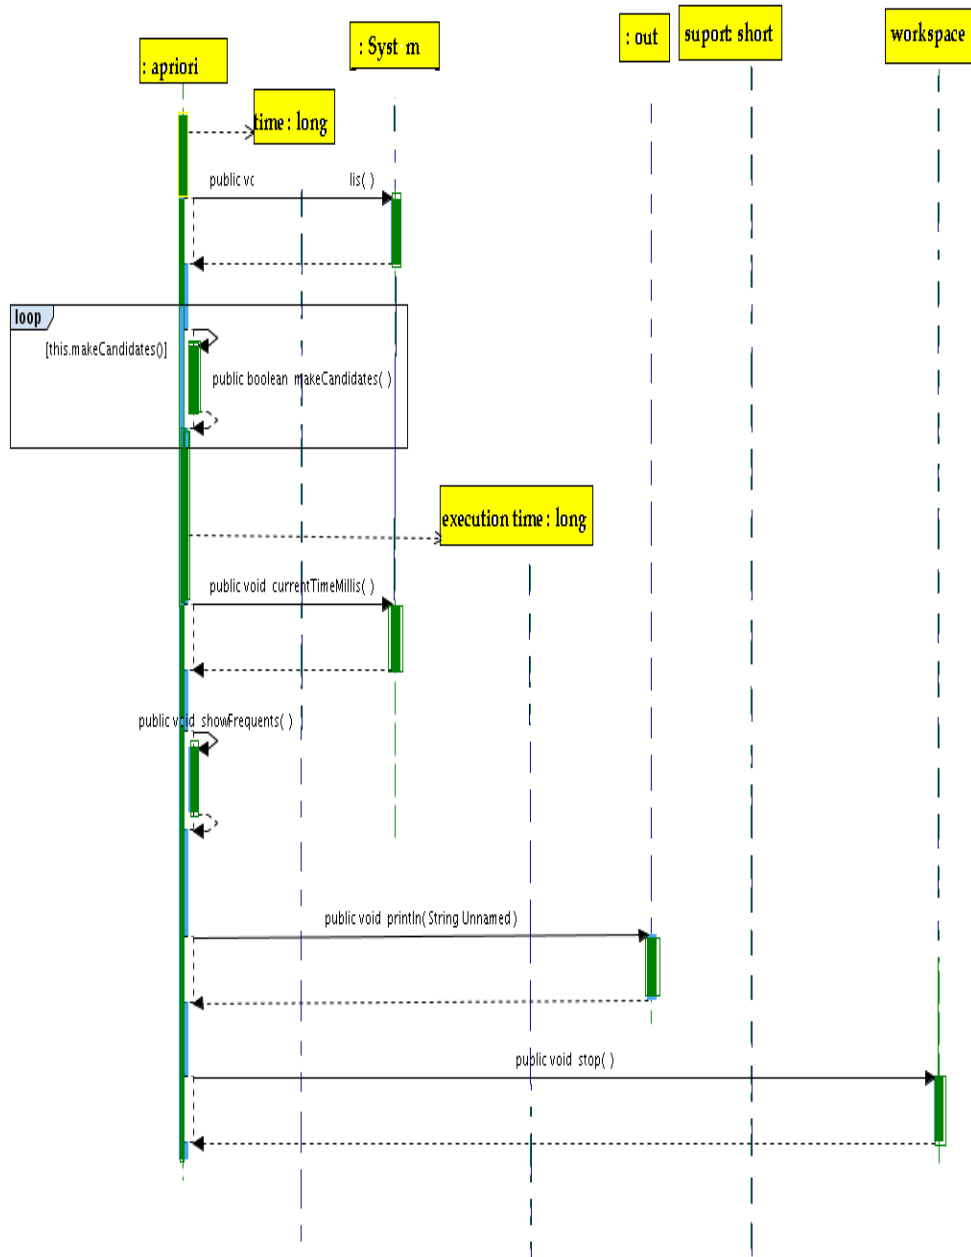 suport: short
workspace
: out
: Syst m
: apriori
time : long
public vc lis( )
loop
[this.makeCandidates()]
public boolean makeCandidates( )
execution time : long
public void currentTimeMillis( )
public void showFrequents( )
public void println( String Unnamed )
public void stop( )